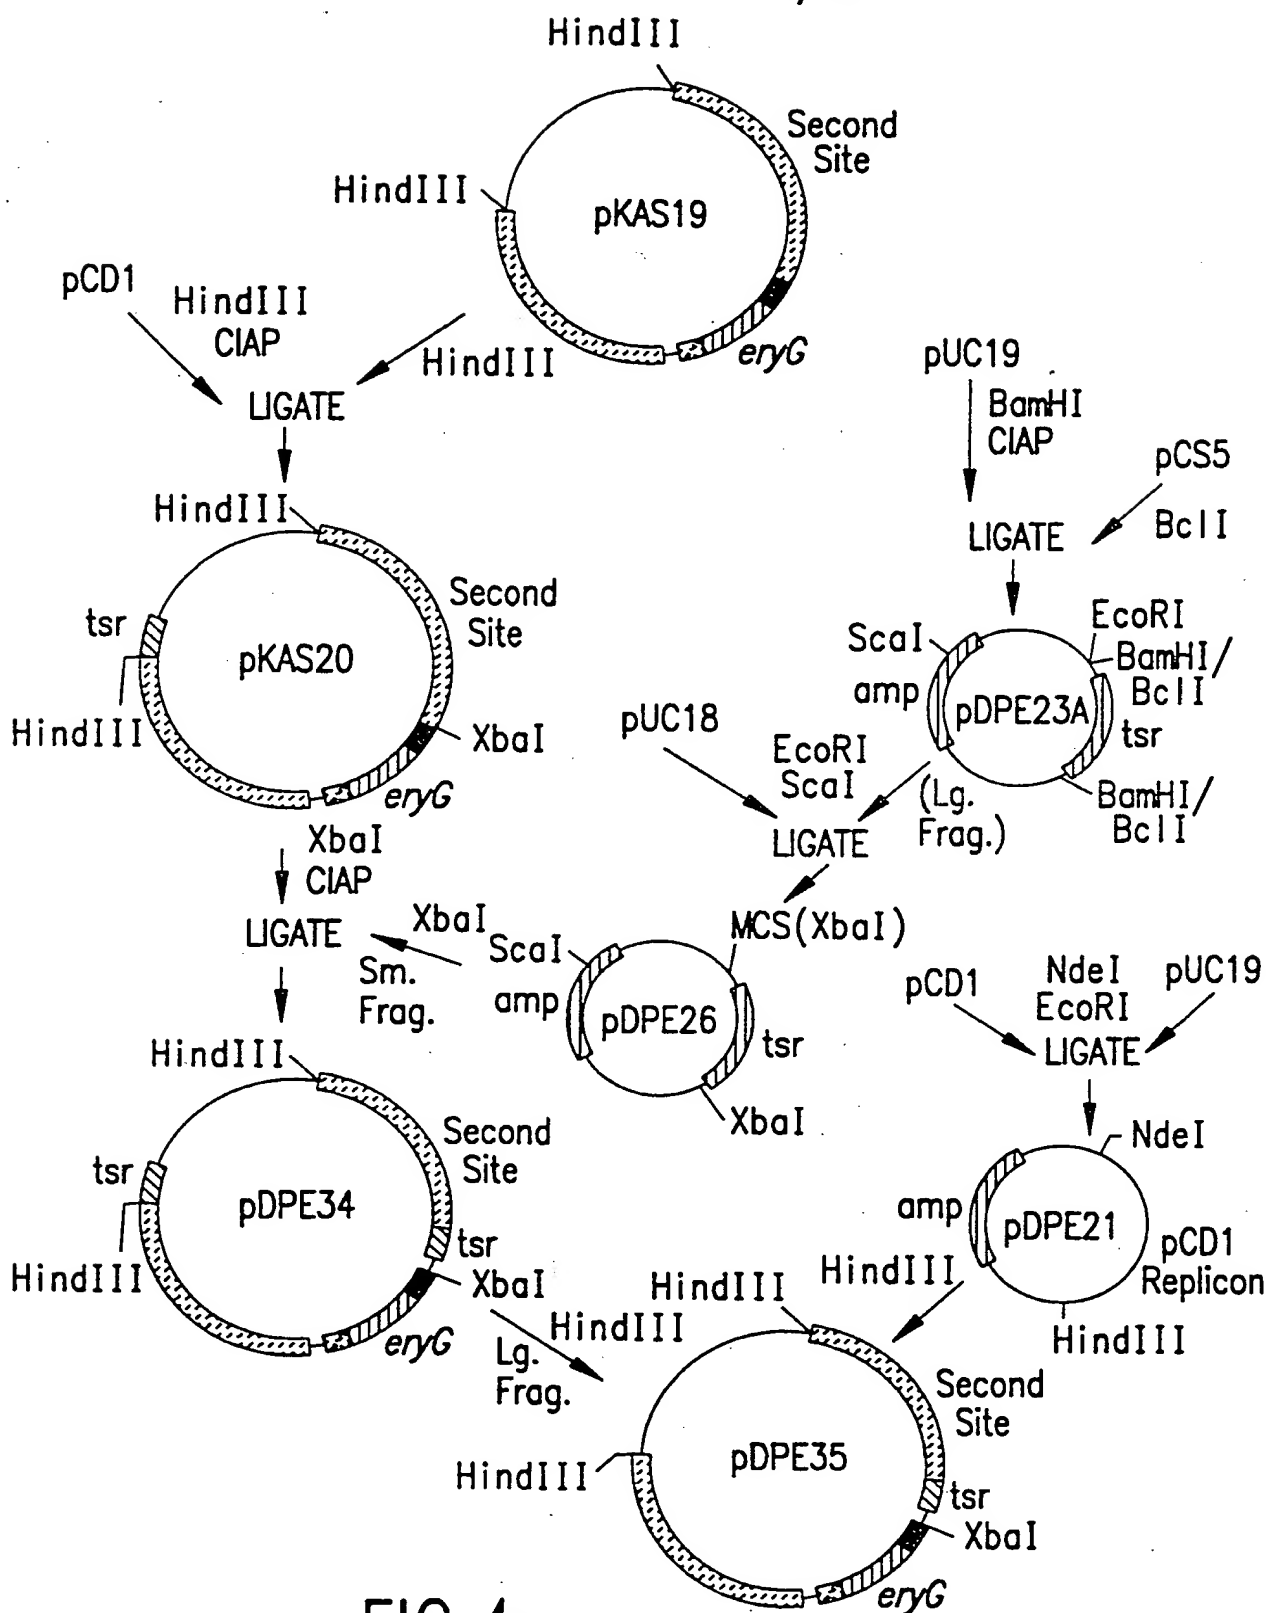 HindIII
Second
Site
HindIII
pKAS19
pCD1
HindIII
CIAP
HindIII
eryG
LIGATE
pUC19
BamHI
CIAP
pCS5
BclI
LIGATE
HindIII
Second
Site
tsr
pKAS20
HindIII
XbaI
eryG
ScaI
EcoRI
BamHI/
BclI
amp
pDPE23A
tsr
BamHI/
BclI
pUC18
EcoRI
ScaI
(Lg.
Frag.)
LIGATE
XbaI
CIAP
LIGATE
XbaI
Sm.
Frag.
MCS(XbaI)
ScaI
amp
pDPE26
tsr
XbaI
pCD1
NdeI
EcoRI
pUC19
LIGATE
HindIII
Second
Site
tsr
pDPE34
HindIII
tsr
XbaI
eryG
NdeI
amp
pDPE21
pCD1
Replicon
HindIII
HindIII
HindIII
Lg.
Frag.
HindIII
Second
Site
pDPE35
HindIII
tsr
XbaI
eryG